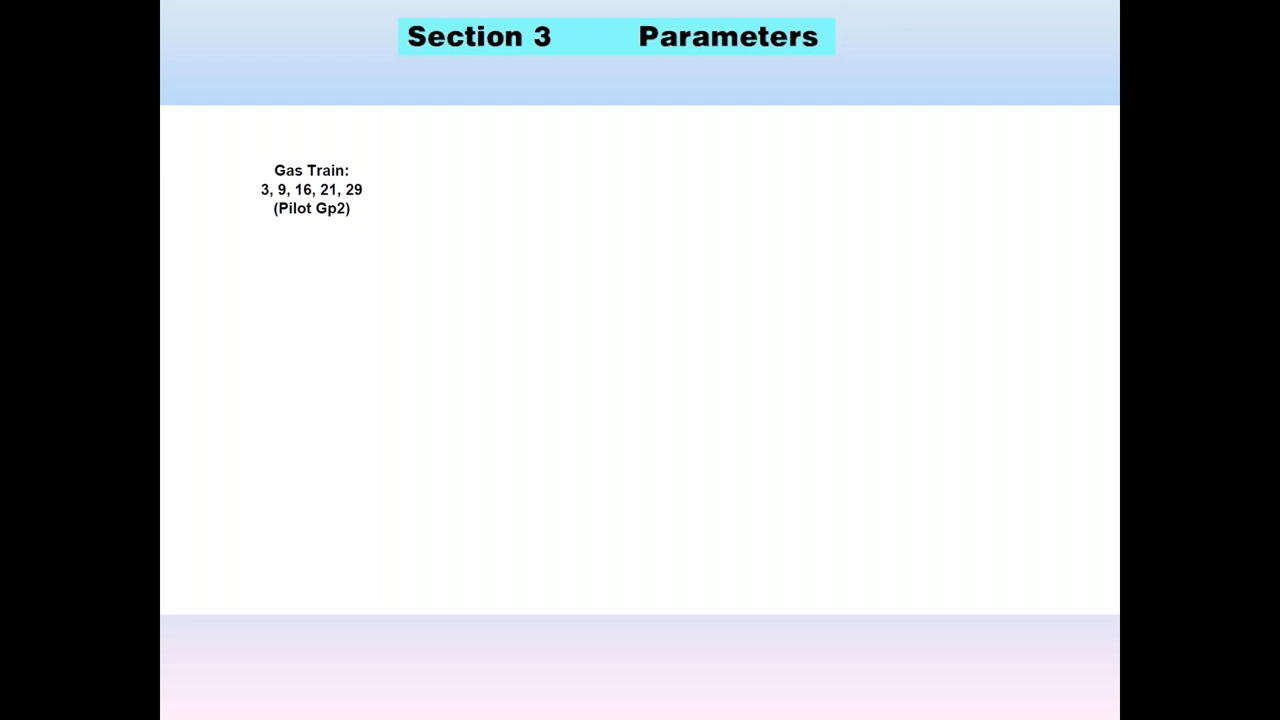 Section 3 Parameters
Gas Train:
3, 9, 16, 21, 29
(Pilot Gp2)